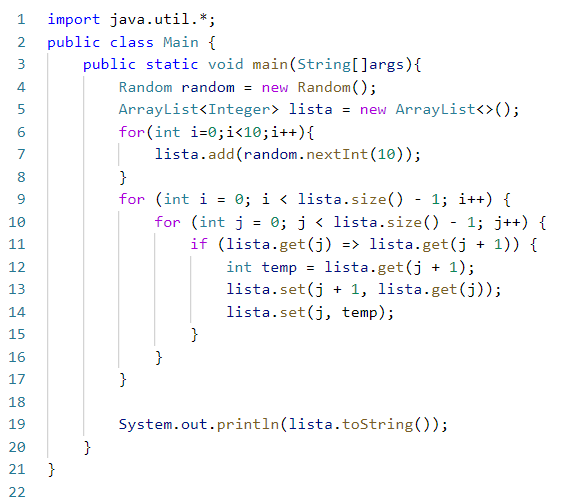 1 import java.util.*;
2 public class Main {
3 public static void main(String[]args){
4 Random random = new Random();
5 ArrayList<Integer> lista = new ArrayList<>();
6 for(int i=0;i<10;i++){
7 lista.add(random.nextInt(10));
8 }
9 for (int i = 0; i < lista.size() - 1; i++) {
10 for (int j = 0; j < lista.size() - 1; j++) {
11 if (lista.get(j) => lista.get(j + 1)) {
12 int temp = lista.get(j + 1);
13 lista.set(j + 1, lista.get(j));
14 lista.set(j, temp);
15 }
16 }
17 }
18
19 System.out.println(lista.toString());
20 }
21 }
22